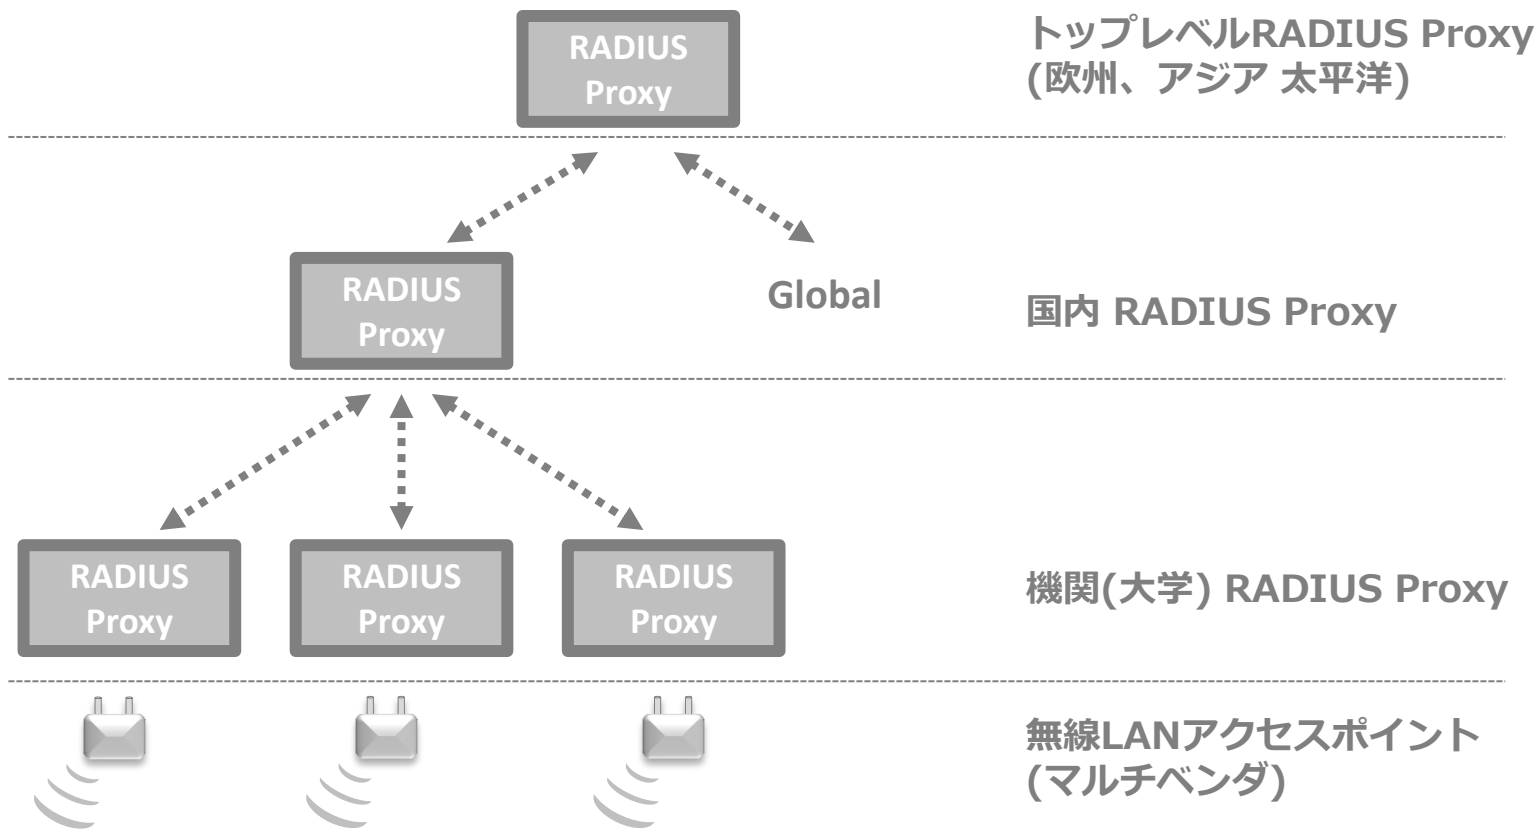 RADIUS
Proxy
トップレベルRADIUS Proxy
(欧州、アジア 太平洋)
RADIUS
Proxy
Global
国内 RADIUS Proxy
RADIUS
Proxy
RADIUS
Proxy
RADIUS
Proxy
機関(大学) RADIUS Proxy
無線LANアクセスポイント
(マルチベンダ)